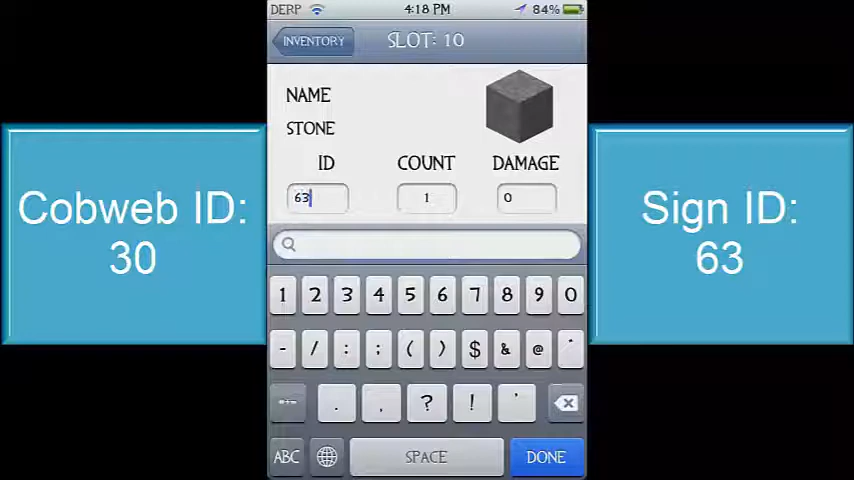 DERP 4:18 PM 84%
INVENTORY SLOT: 10
NAME
STONE
ID COUNT DAMAGE
63 1 0
Cobweb ID:
30
Sign ID:
63
1 2 3 4 5 6 7 8 9 0
- / : ; ( ) $ & @ "
. , ? ! '
ABC SPACE DONE